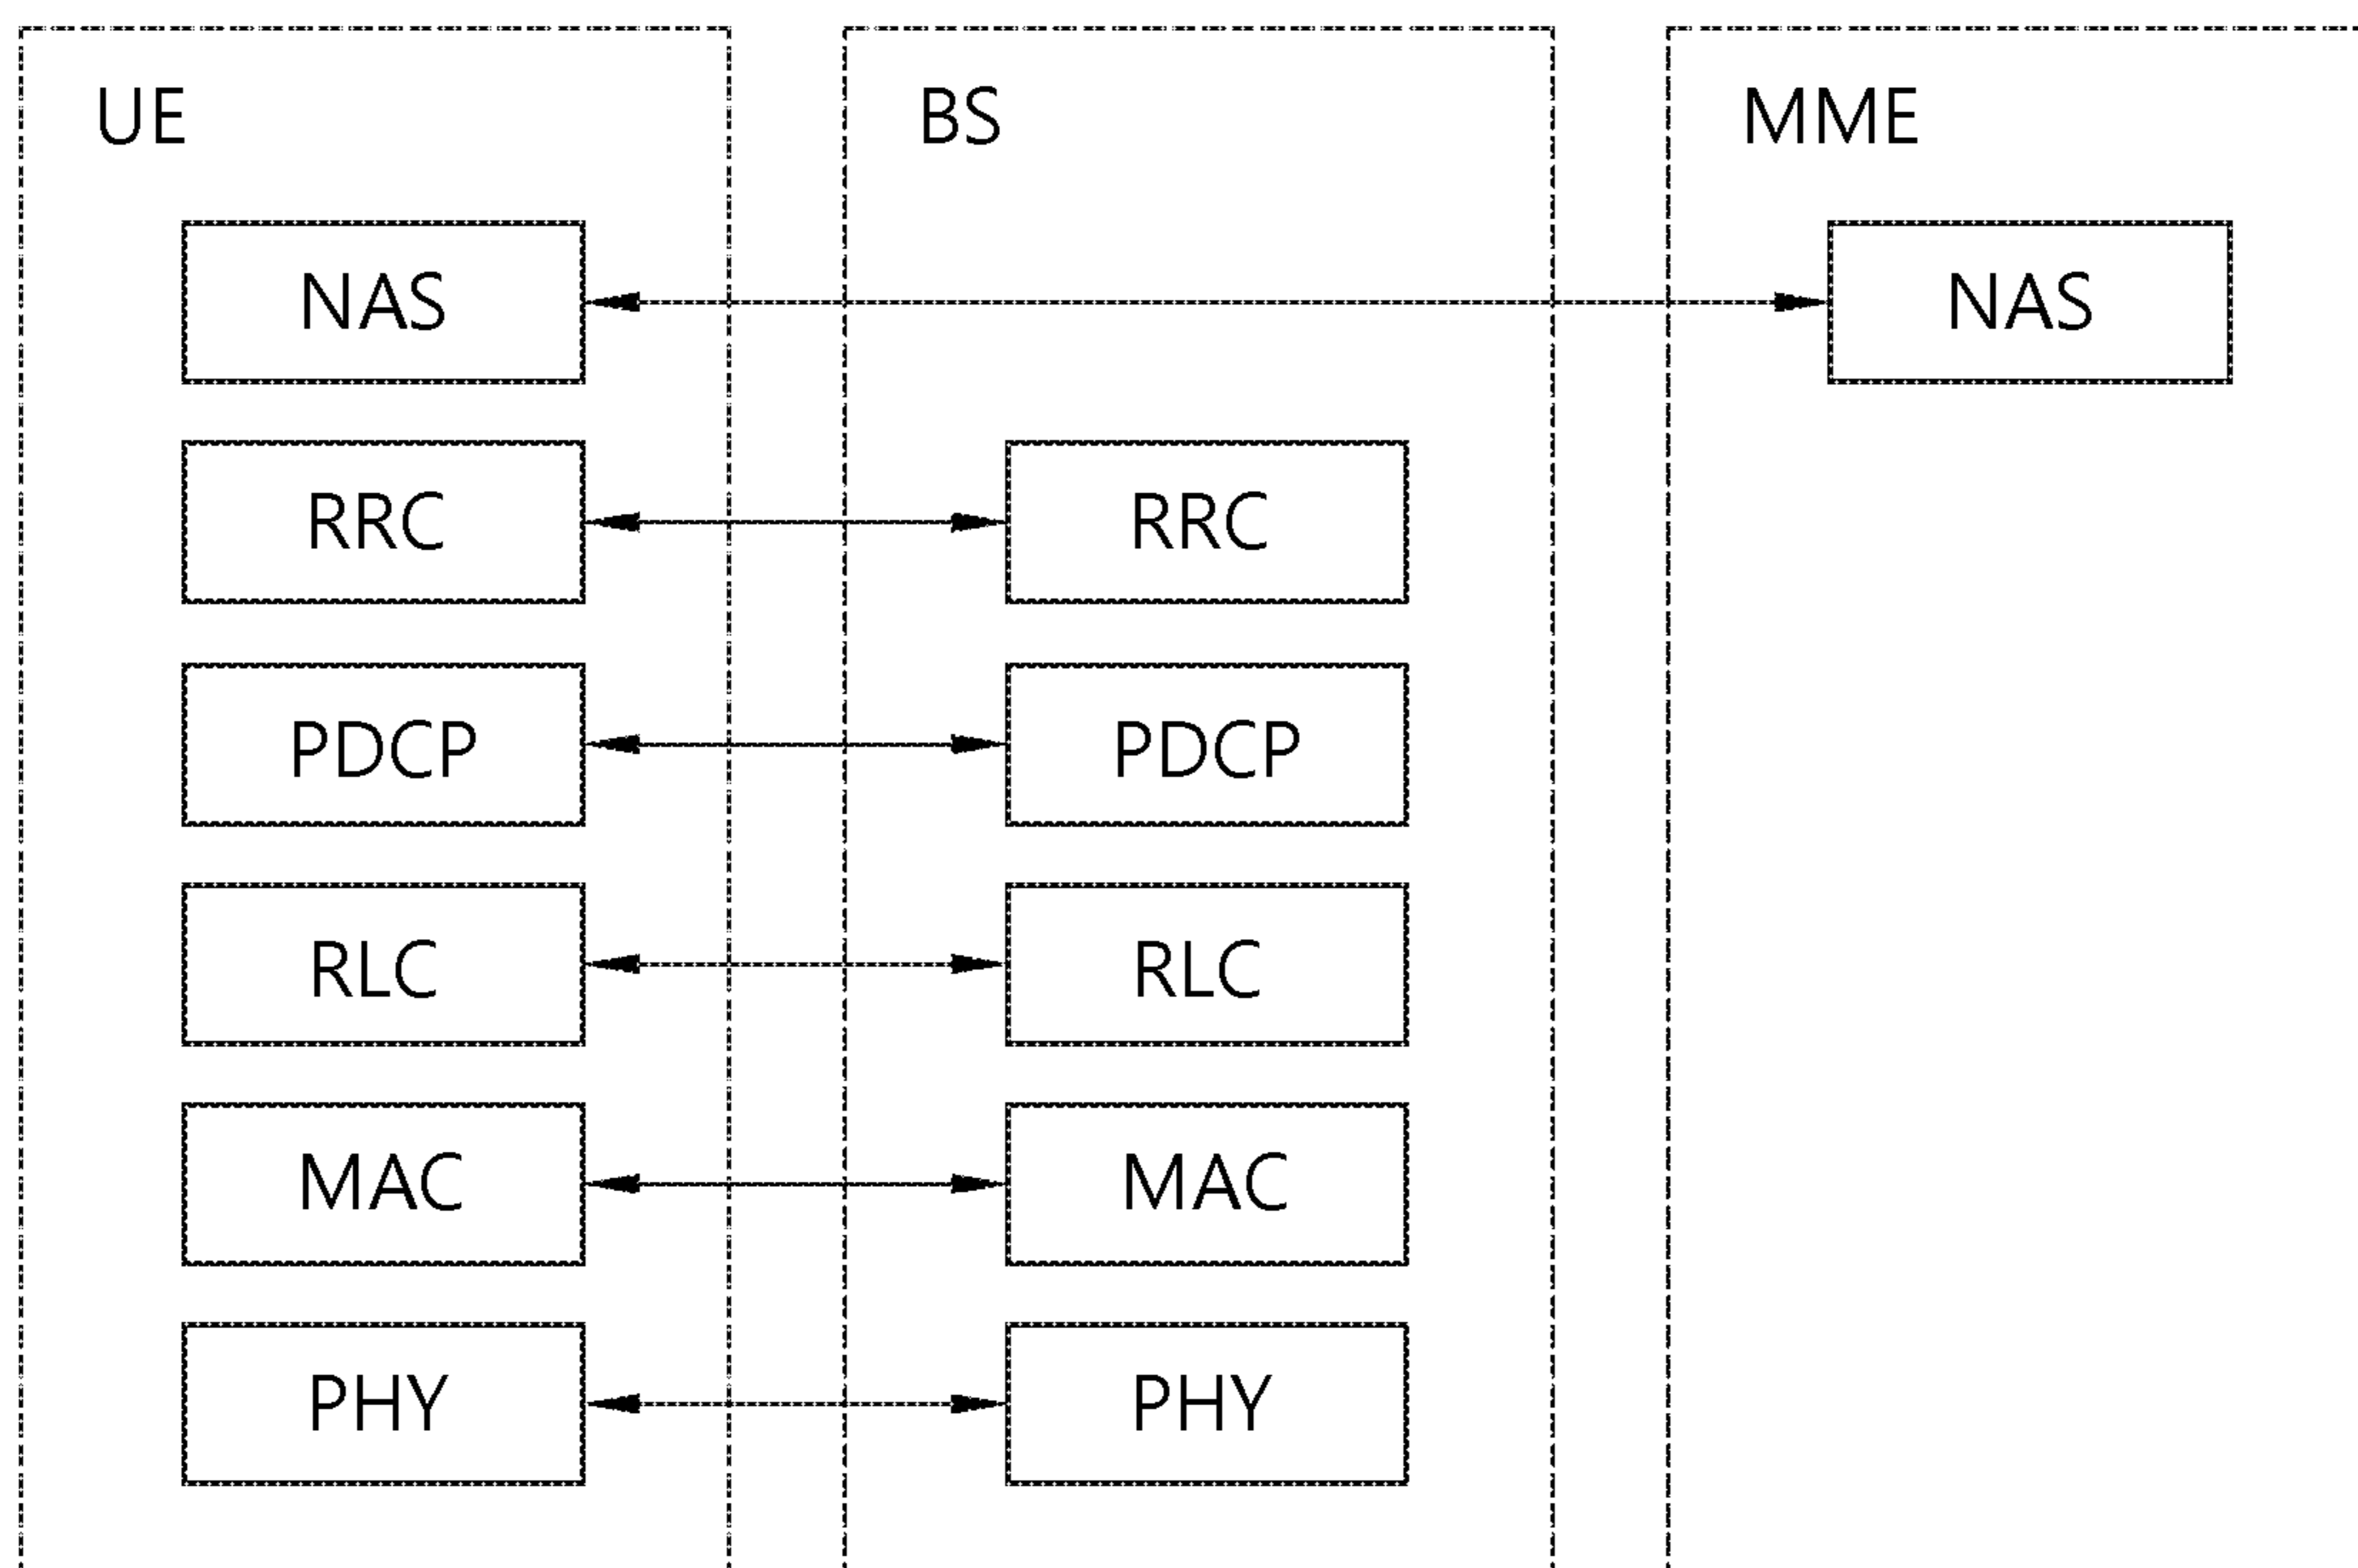 UE
BS
MME
NAS
NAS
RRC
RRC
PDCP
PDCP
RLC
RLC
MAC
MAC
PHY
PHY